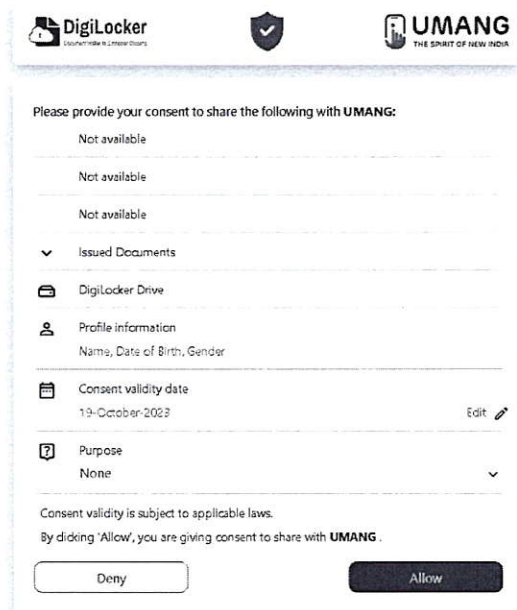 DigiLocker
UMANG
THE SPIRIT OF NEW INDIA
Please provide your consent to share the following with UMANG:
Not available
Not available
Not available
Issued Documents
DigiLocker Drive
Profile information
Name, Date of Birth, Gender
Consent validity date
19-October-2023
Edit
Purpose
None
Consent validity is subject to applicable laws.
By clicking 'Allow', you are giving consent to share with UMANG .
Deny
Allow